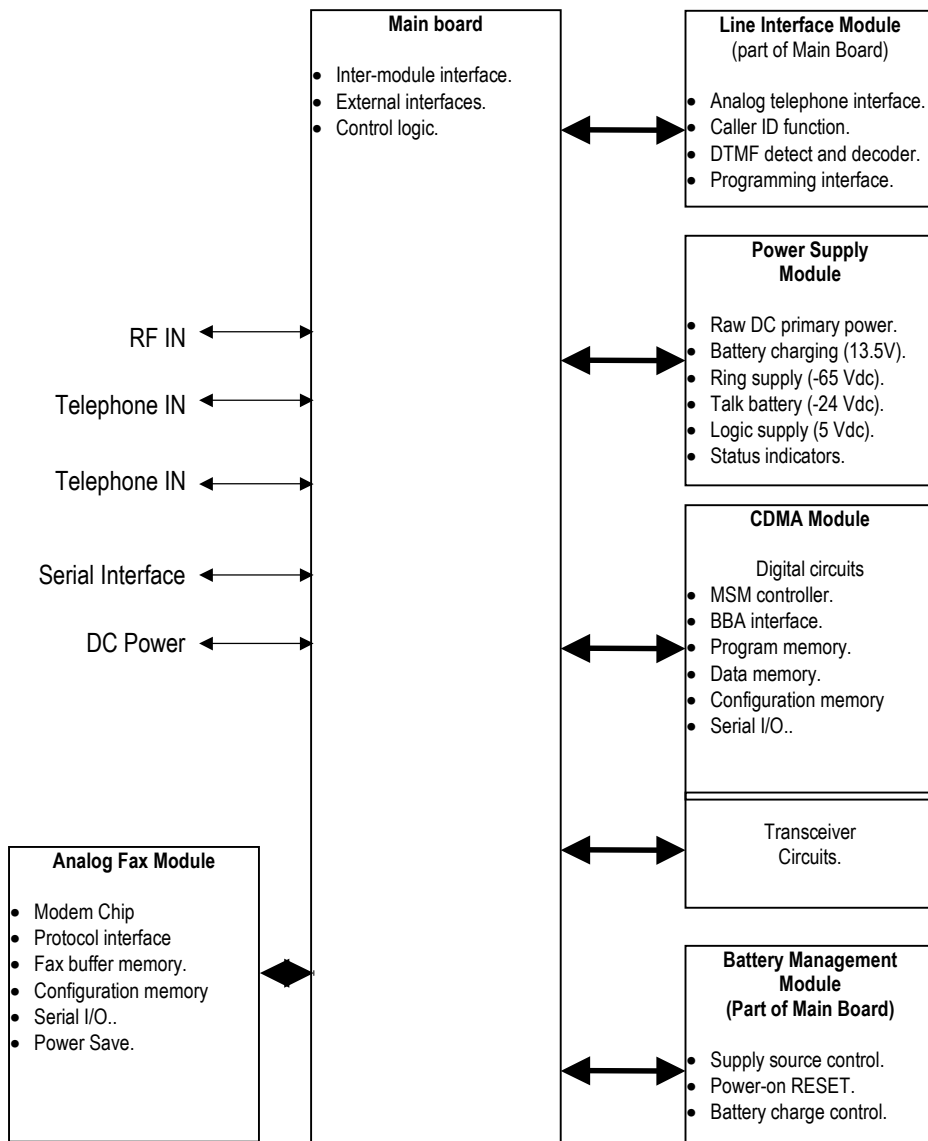 Main board
• Inter-module interface.
• External interfaces.
• Control logic.
Line Interface Module
(part of Main Board)
• Analog telephone interface.
• Caller ID function.
• DTMF detect and decoder.
• Programming interface.
Power Supply
Module
• Raw DC primary power.
• Battery charging (13.5V).
• Ring supply (-65 Vdc).
• Talk battery (-24 Vdc).
• Logic supply (5 Vdc).
• Status indicators.
RF IN
Telephone IN
Telephone IN
Serial Interface
DC Power
CDMA Module
Digital circuits
• MSM controller.
• BBA interface.
• Program memory.
• Data memory.
• Configuration memory
• Serial I/O..
Transceiver
Circuits.
Analog Fax Module
• Modem Chip
• Protocol interface
• Fax buffer memory.
• Configuration memory
• Serial I/O..
• Power Save.
Battery Management
Module
(Part of Main Board)
• Supply source control.
• Power-on RESET.
• Battery charge control.